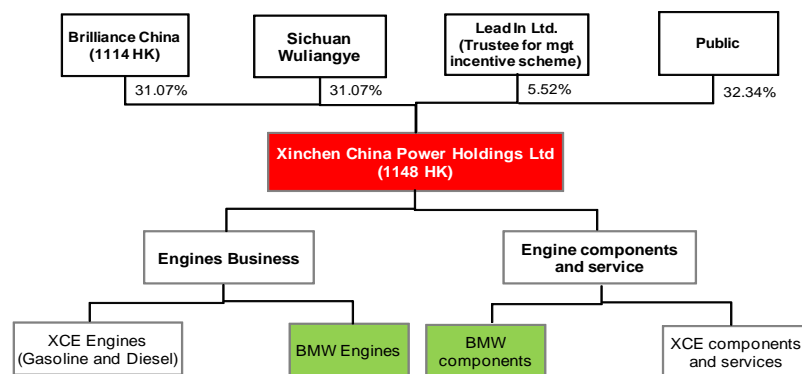 Brilliance China
(1114 HK)
Sichuan
Wuliangye
Lead In Ltd.
(Trustee for mgt
incentive scheme)
Public
31.07%
31.07%
5.52%
32.34%
Xinchen China Power Holdings Ltd
(1148 HK)
Engines Business
Engine components
and service
XCE Engines
(Gasoline and Diesel)
BMW Engines
BMW
components
XCE components
and services